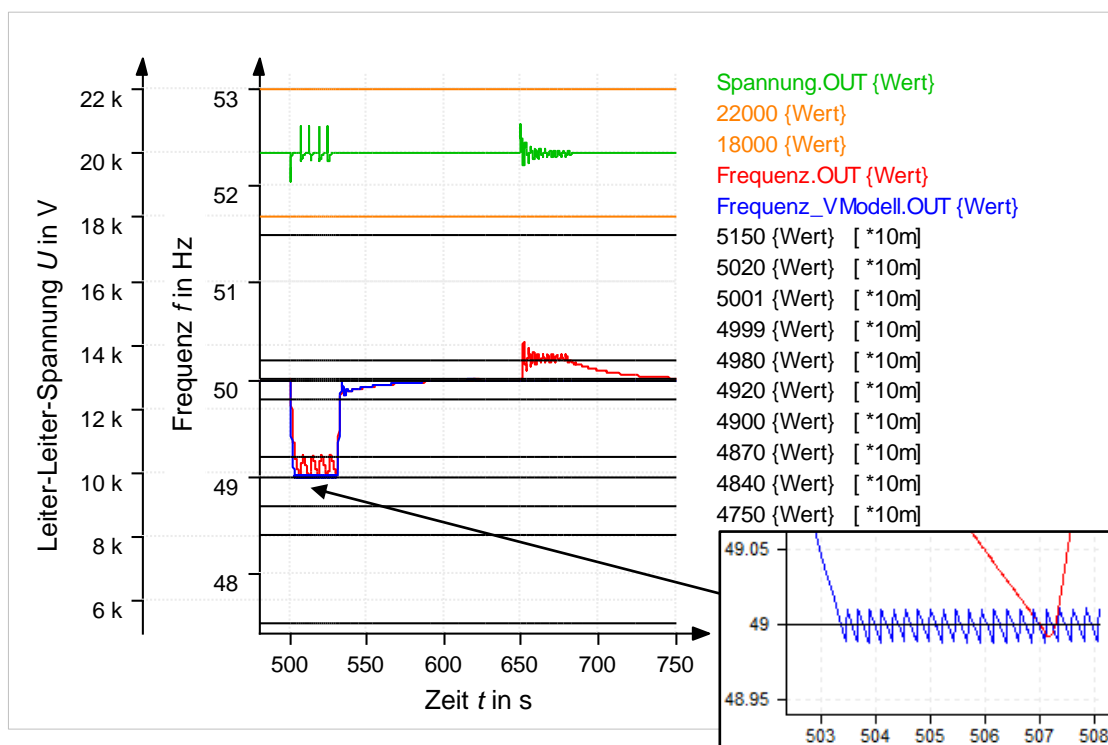 Leiter-Leiter-Spannung U in V
22 k
20 k
18 k
16 k
14 k
12 k
10 k
8 k
6 k
Frequenz f in Hz
53
52
51
50
49
48
500
550
600
650
700
750
Zeit t in s
Spannung.OUT {Wert}
22000 {Wert}
18000 {Wert}
Frequenz.OUT {Wert}
Frequenz_VModell.OUT {Wert}
5150 {Wert} [ *10m]
5020 {Wert} [ *10m]
5001 {Wert} [ *10m]
4999 {Wert} [ *10m]
4980 {Wert} [ *10m]
4920 {Wert} [ *10m]
4900 {Wert} [ *10m]
4870 {Wert} [ *10m]
4840 {Wert} [ *10m]
4750 {Wert} [ *10m]
49.05
49
48.95
503
504
505
506
507
508